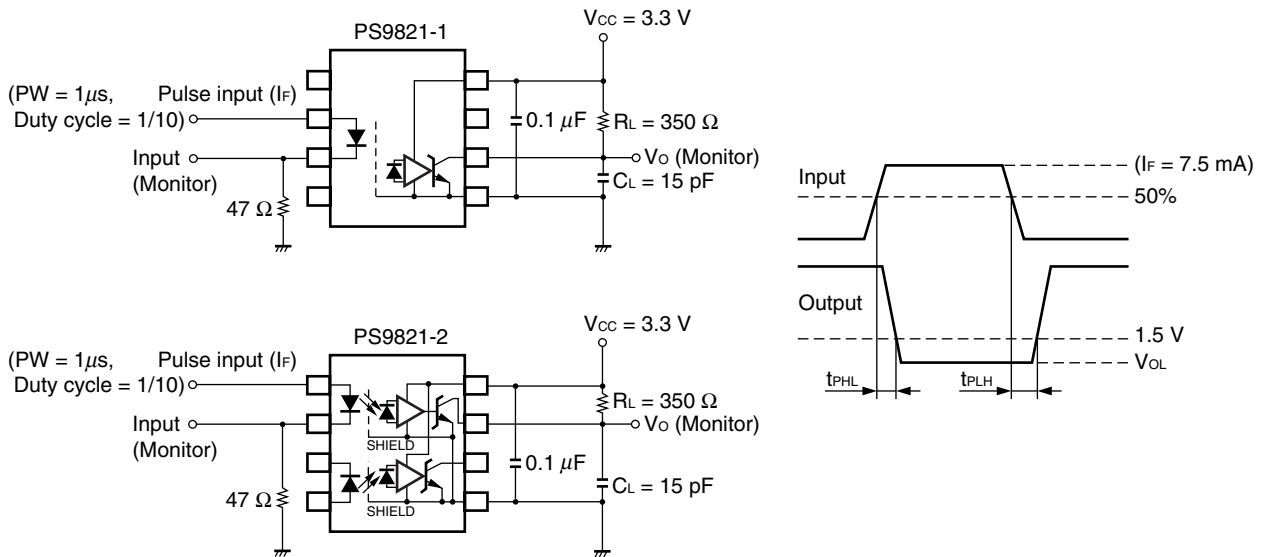 VCC = 3.3 V
PS9821-1
(PW = 1μs, Pulse input (IF)
Duty cycle = 1/10)
0.1 μF
RL = 350 Ω
Input
(Monitor)
VO (Monitor)
CL = 15 pF
47 Ω
VCC = 3.3 V
PS9821-2
(PW = 1μs, Pulse input (IF)
Duty cycle = 1/10)
RL = 350 Ω
Input
(Monitor)
VO (Monitor)
SHIELD
0.1 μF
CL = 15 pF
47 Ω
SHIELD
Input
(IF = 7.5 mA)
50%
Output
1.5 V
VOL
tPHL
tPLH